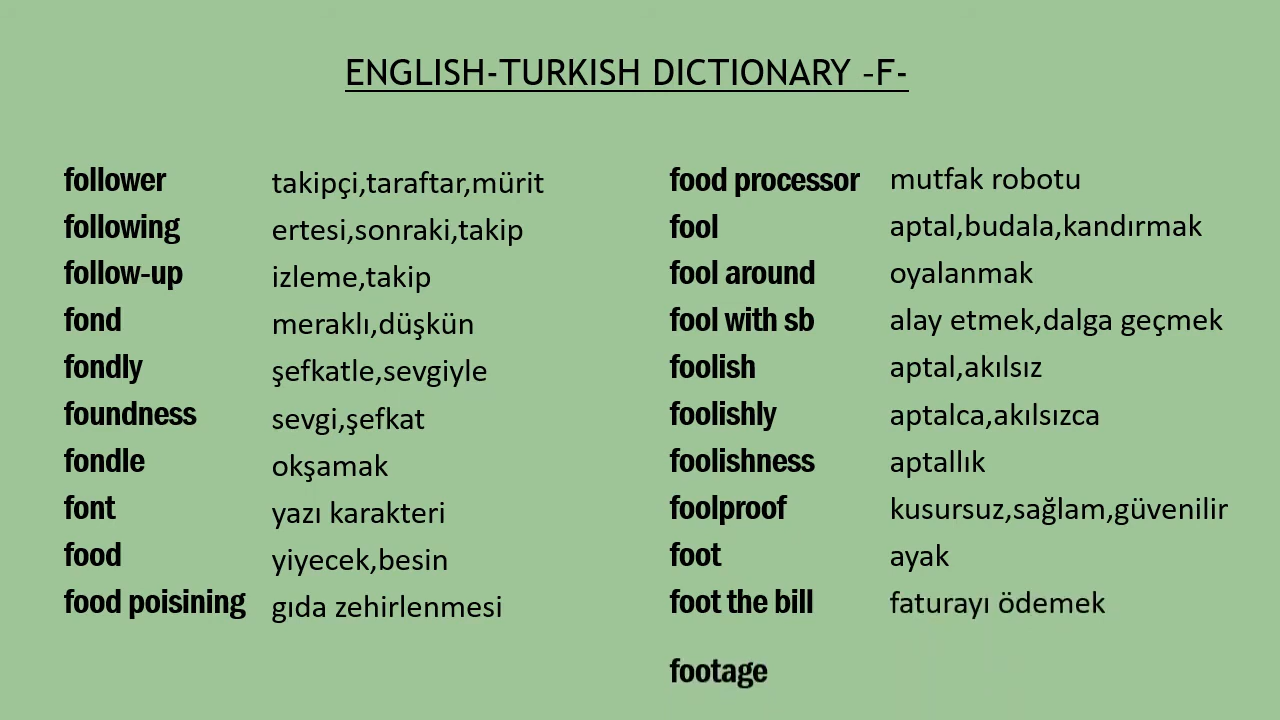 ENGLISH-TURKISH DICTIONARY –F-
follower takipçi,taraftar,mürit
following ertesi,sonraki,takip
follow-up izleme,takip
fond meraklı,düşkün
fondly şefkatle,sevgiyle
foundness sevgi,şefkat
fondle okşamak
font yazı karakteri
food yiyecek,besin
food poisining gıda zehirlenmesi
food processor mutfak robotu
fool aptal,budala,kandırmak
fool around oyalanmak
fool with sb alay etmek,dalga geçmek
foolish aptal,akılsız
foolishly aptalca,akılsızca
foolishness aptallık
foolproof kusursuz,sağlam,güvenilir
foot ayak
foot the bill faturayı ödemek
footage